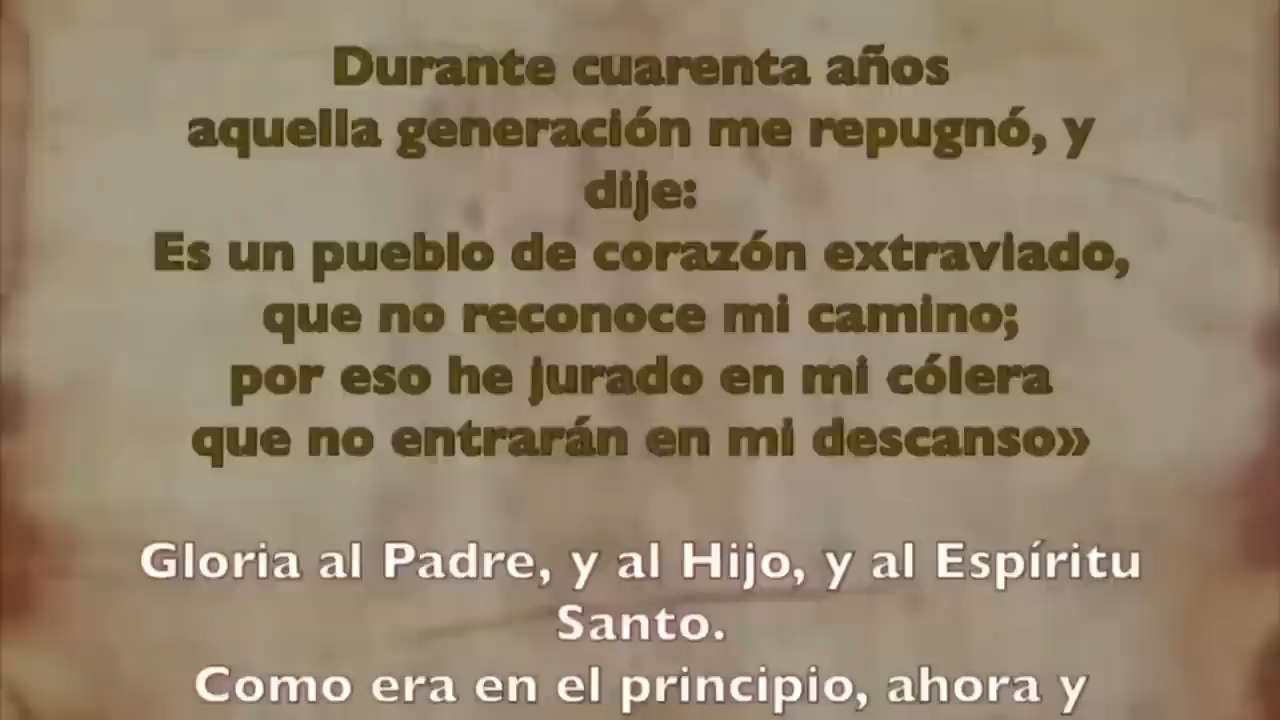 Durante cuarenta años
aquella generación me repugnó, y
dije:
Es un pueblo de corazón extraviado,
que no reconoce mi camino;
por eso he jurado en mi cólera
que no entrarán en mi descanso»
Gloria al Padre, y al Hijo, y al Espíritu
Santo.
Como era en el principio, ahora y